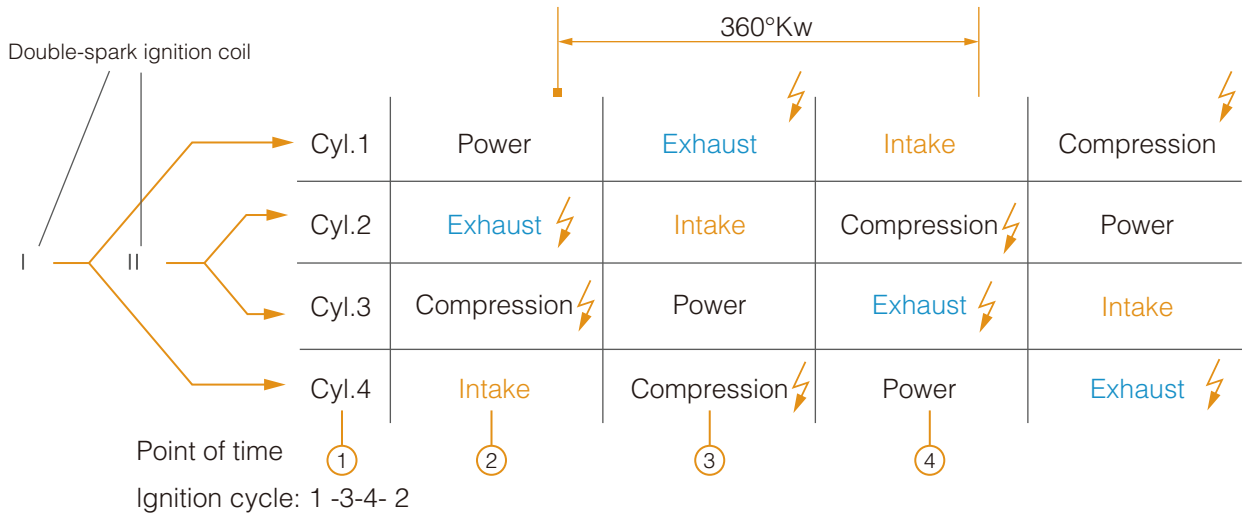 360°Kw
Double-spark ignition coil
Cyl.1 Power Exhaust Intake Compression
Cyl.2 Exhaust Intake Compression Power
I II
Cyl.3 Compression Power Exhaust Intake
Cyl.4 Intake Compression Power Exhaust
Point of time 1 2 3 4
Ignition cycle: 1 -3-4- 2